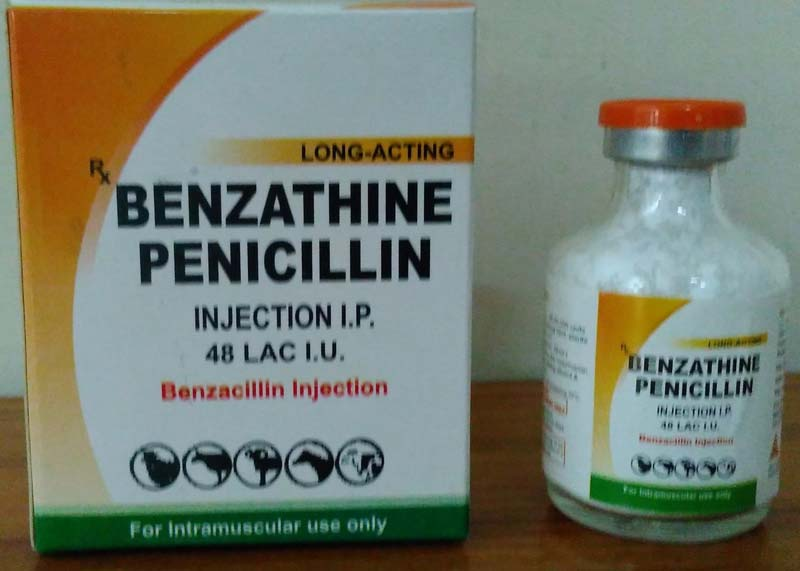 LONG-ACTING
Rx
BENZATHINE
PENICILLIN
INJECTION I.P.
48 LAC I.U.
Benzacillin Injection
For Intramuscular use only
LONG-ACTING
Rx
BENZATHINE
PENICILLIN
INJECTION I.P.
48 LAC I.U.
Benzacillin Injection
For Intramuscular use only